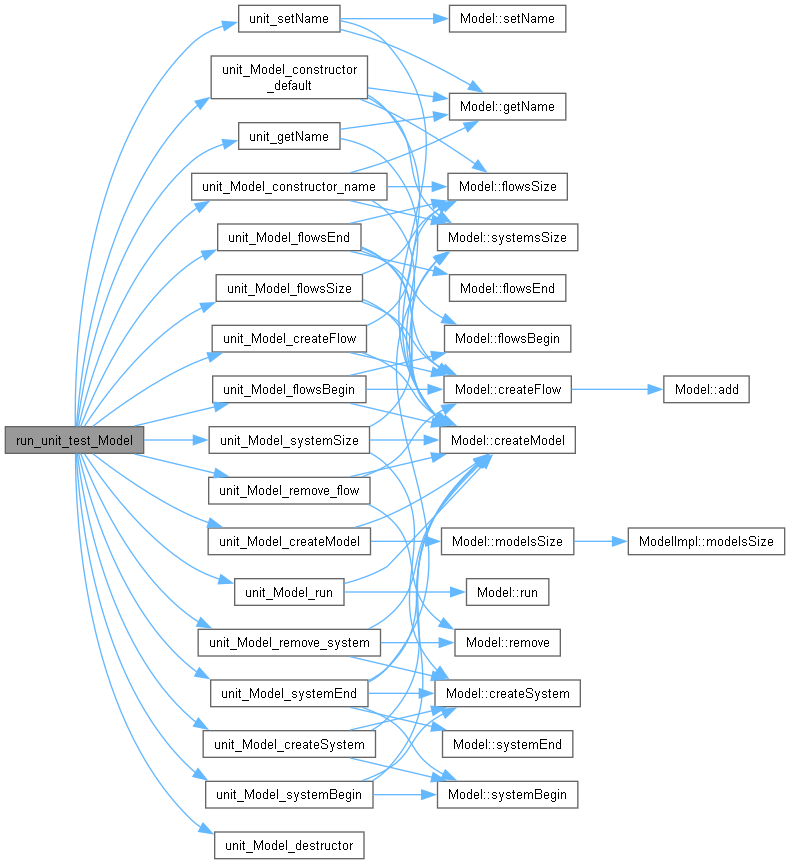 unit_setName
Model::setName
unit_Model_constructor
_default
Model::getName
unit_getName
unit_Model_constructor_name
Model::flowsSize
unit_Model_flowsEnd
Model::systemsSize
unit_Model_flowsSize
Model::flowsEnd
unit_Model_createFlow
Model::flowsBegin
unit_Model_flowsBegin
Model::createFlow
Model::add
run_unit_test_Model
unit_Model_systemSize
Model::createModel
unit_Model_remove_flow
unit_Model_createModel
Model::modelsSize
ModelImpl::modelsSize
unit_Model_run
Model::run
unit_Model_remove_system
Model::remove
unit_Model_systemEnd
Model::createSystem
unit_Model_createSystem
Model::systemEnd
unit_Model_systemBegin
Model::systemBegin
unit_Model_destructor